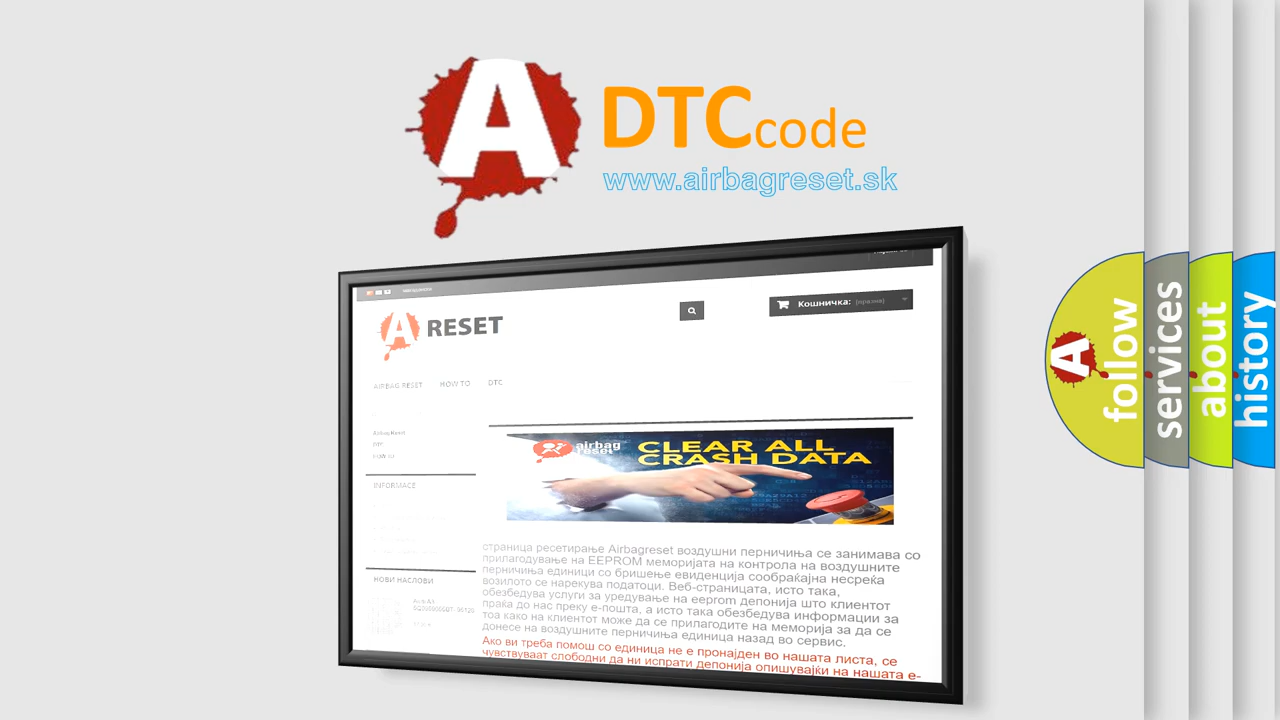 A
DTC code
www.airbagreset.sk
A RESET
Кошничка:
AIRBAG RESET HOW TO DTC
Airbag Reset
DTC
INFORMACE
НОВИ НАСЛОВИ
airbag reset
CLEAR ALL
CRASH DATA
страница ресетирање Airbagreset воздушни перничиња се занимава со
прилагодување на EEPROM меморијата на контрола на воздушните
перничиња единици со бришење евиденција сообраќајна несреќа
возилото се нарекува податоци. Веб-страницата, исто така,
обезбедува услуги за уредување на eeprom депонија што клиентот
праќа до нас преку е-пошта, а исто така обезбедува информации за
тоа како на клиентот може да се прилагодите на меморија за да се
донесе на воздушните перничиња единица назад во сервис.
Ако ви треба помош со единица не е пронајден во нашата листа, се
чувствуваат слободни да ни испрати депонија опишувајќи на нашата е-
A
follow
services
about
history